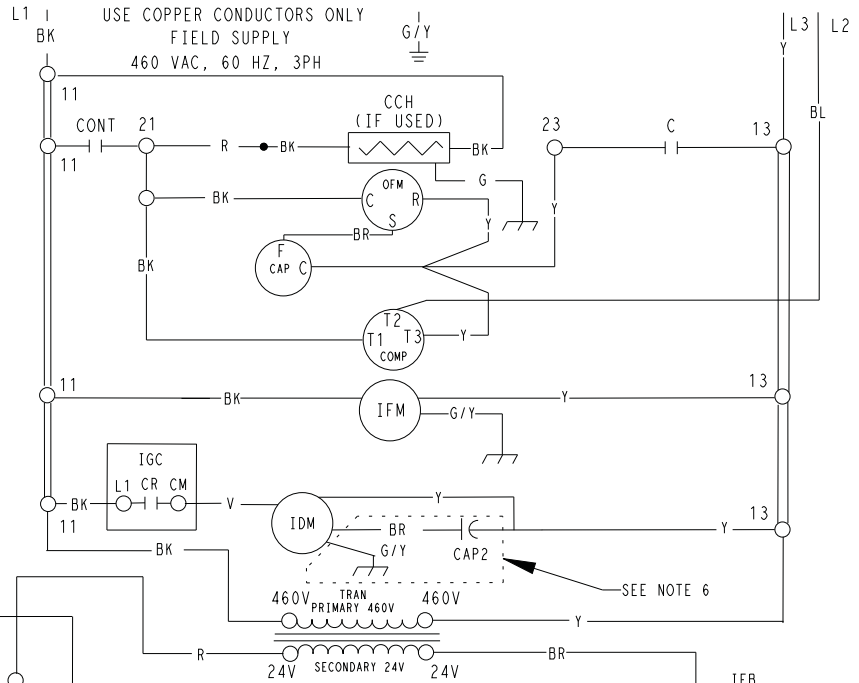 L1
USE COPPER CONDUCTORS ONLY
FIELD SUPPLY
460 VAC, 60 HZ, 3PH
BK
G/Y
L3
L2
Y
BL
11
CONT
21
R
BK
CCH
(IF USED)
BK
23
C
13
11
G
BK
OFM
C
R
S
Y
Y
BR
F
CAP
C
BK
T2
T1
T3
COMP
Y
11
BK
IFM
Y
13
G/Y
IGC
L1
CR
CM
BK
V
IDM
Y
BR
CAP2
Y
13
11
BK
G/Y
SEE NOTE 6
460V
TRAN
PRIMARY 460V
460V
Y
R
24V
SECONDARY 24V
24V
BR
IFB